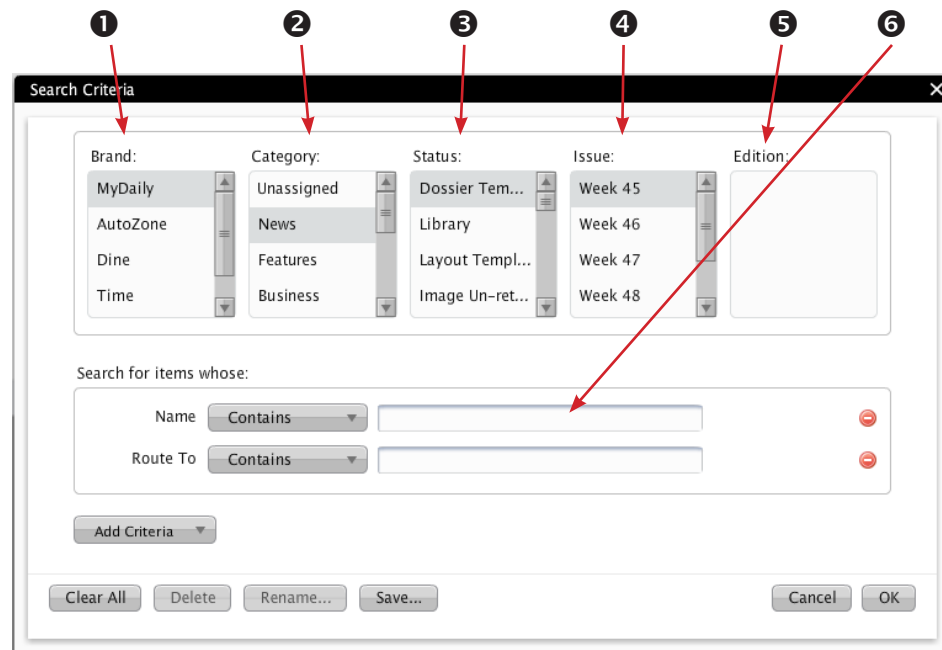 ❶ ❷ ❸ ❹ ❺ ❻
Search Criteria
Brand: Category: Status: Issue: Edition:
MyDaily Unassigned Dossier Tem... Week 45
AutoZone News Library Week 46
Dine Features Layout Templ... Week 47
Time Business Image Un-ret... Week 48
Search for items whose:
Name Contains
Route To Contains
Add Criteria
Clear All Delete Rename... Save... Cancel OK